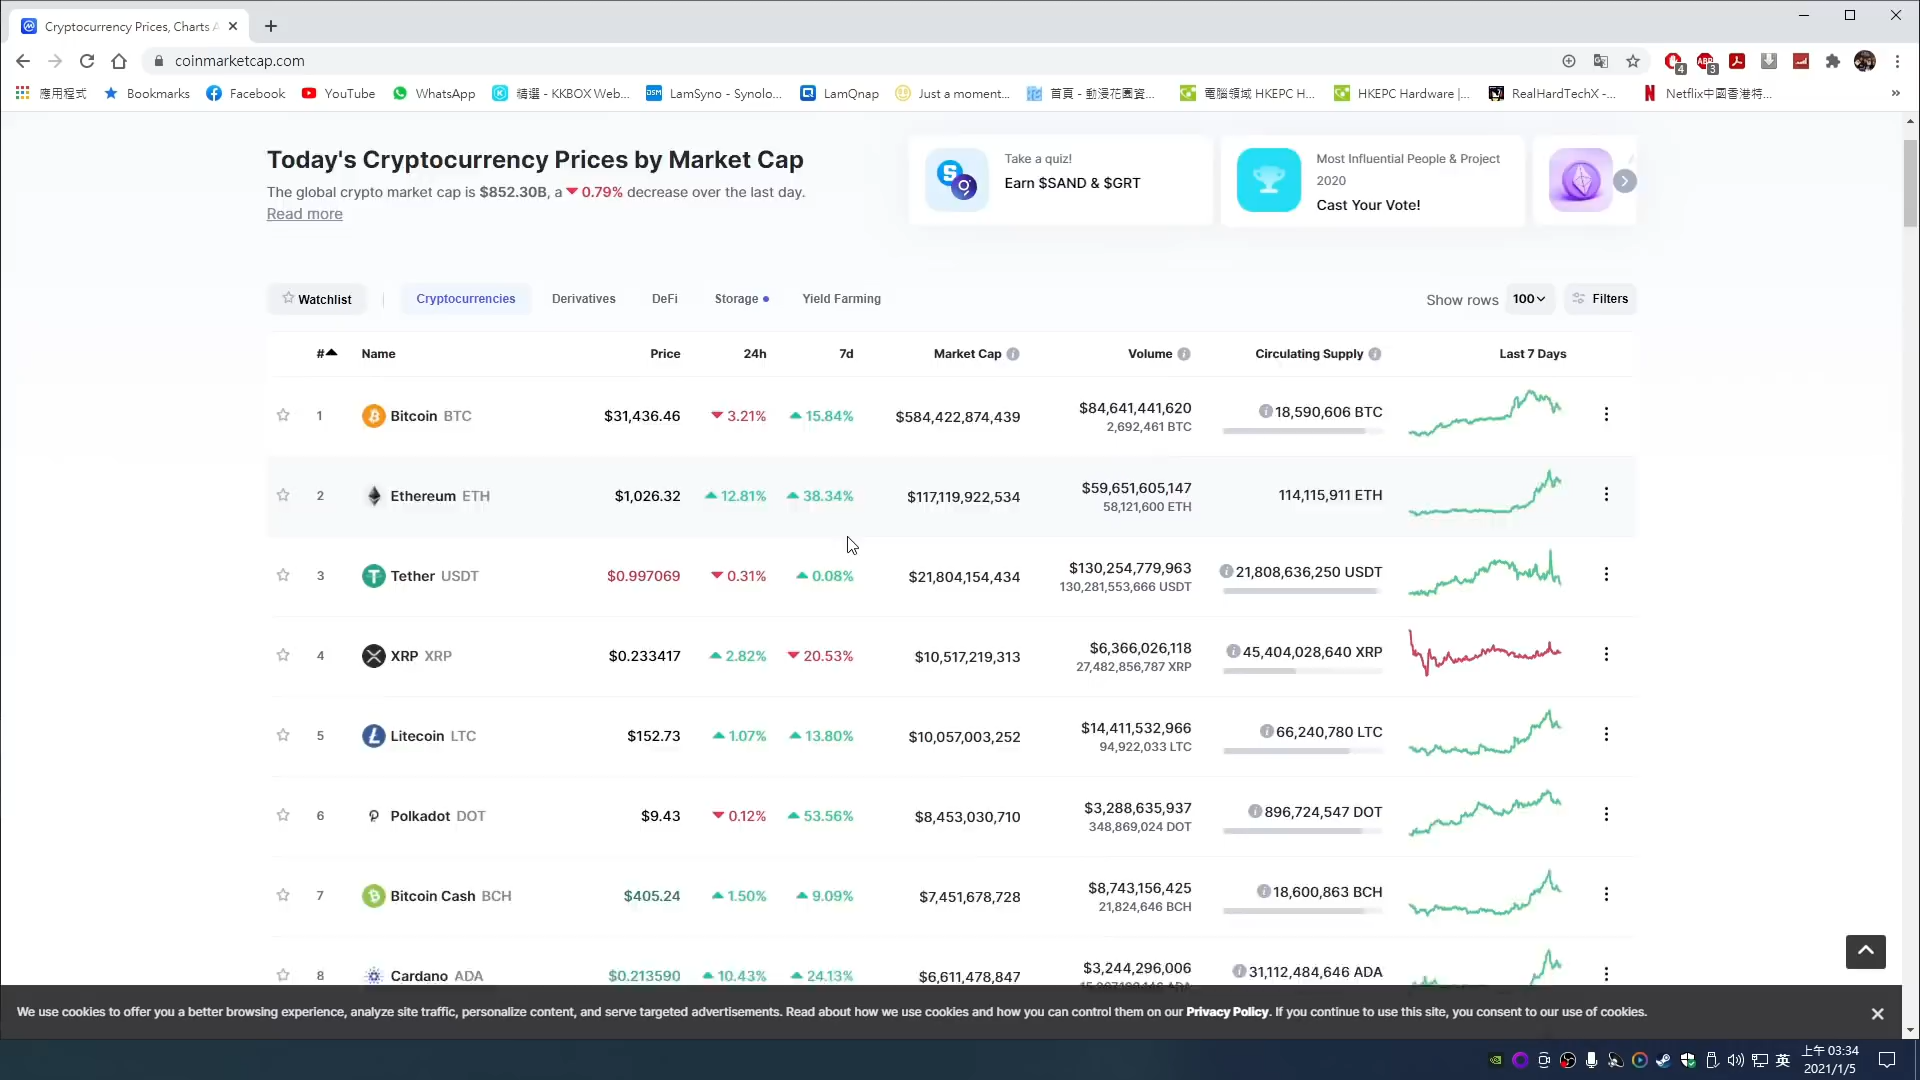 Cryptocurrency Prices, Charts A
coinmarketcap.com
4
ABP
3
應用程式
Bookmarks
Facebook
YouTube
WhatsApp
精選 - KKBOX Web...
LamSyno - Synolo...
LamQnap
Just a moment...
首頁 - 動漫花園資...
電腦領域 HKEPC H...
HKEPC Hardware |...
RealHardTechX -...
Netflix中國香港特...
»
Today's Cryptocurrency Prices by Market Cap
The global crypto market cap is $852.30B, a ▼ 0.79% decrease over the last day.
Read more
Take a quiz!
Earn $SAND & $GRT
Most Influential People & Project
2020
Cast Your Vote!
Watchlist
Cryptocurrencies
Derivatives
DeFi
Storage
Yield Farming
Show rows
100
Filters
# Name Price 24h 7d Market Cap Volume Circulating Supply Last 7 Days
1 Bitcoin BTC $31,436.46 ▼ 3.21% ▲ 15.84% $584,422,874,439 $84,641,441,620 18,590,606 BTC
2,692,461 BTC
2 Ethereum ETH $1,026.32 ▲ 12.81% ▲ 38.34% $117,119,922,534 $59,651,605,147 114,115,911 ETH
58,121,600 ETH
3 Tether USDT $0.997069 ▼ 0.31% ▲ 0.08% $21,804,154,434 $130,254,779,963 21,808,636,250 USDT
130,281,553,666 USDT
4 XRP XRP $0.233417 ▲ 2.82% ▼ 20.53% $10,517,219,313 $6,366,026,118 45,404,028,640 XRP
27,482,856,787 XRP
5 Litecoin LTC $152.73 ▲ 1.07% ▲ 13.80% $10,057,003,252 $14,411,532,966 66,240,780 LTC
94,922,033 LTC
6 Polkadot DOT $9.43 ▼ 0.12% ▲ 53.56% $8,453,030,710 $3,288,635,937 896,724,547 DOT
348,869,024 DOT
7 Bitcoin Cash BCH $405.24 ▲ 1.50% ▲ 9.09% $7,451,678,728 $8,743,156,425 18,600,863 BCH
21,824,646 BCH
8 Cardano ADA $0.213590 ▲ 10.43% ▲ 24.13% $6,611,478,847 $3,244,296,006 31,112,484,646 ADA
We use cookies to offer you a better browsing experience, analyze site traffic, personalize content, and serve targeted advertisements. Read about how we use cookies and how you can control them on our Privacy Policy. If you continue to use this site, you consent to our use of cookies.
英
上午 03:34
2021/1/5